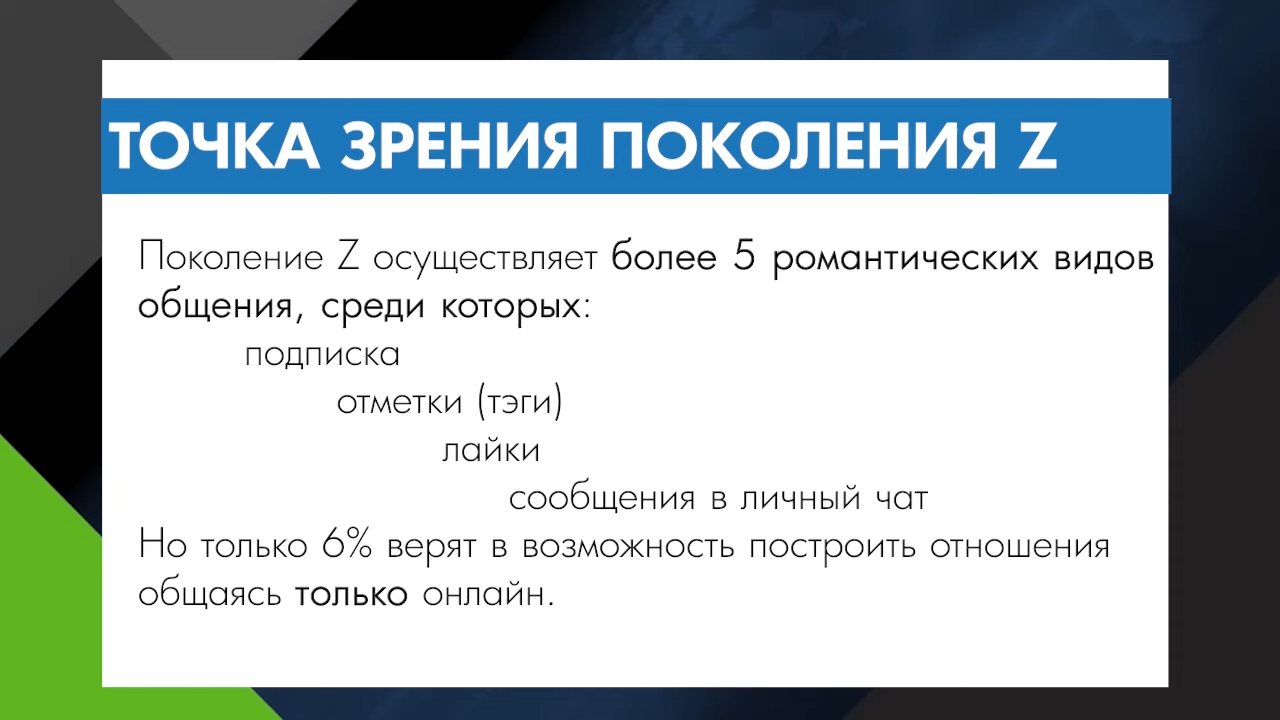 ТОЧКА ЗРЕНИЯ ПОКОЛЕНИЯ Z
Поколение Z осуществляет более 5 романтических видов
общения, среди которых:
подписка
отметки (тэги)
лайки
сообщения в личный чат
Но только 6% верят в возможность построить отношения
общаясь только онлайн.